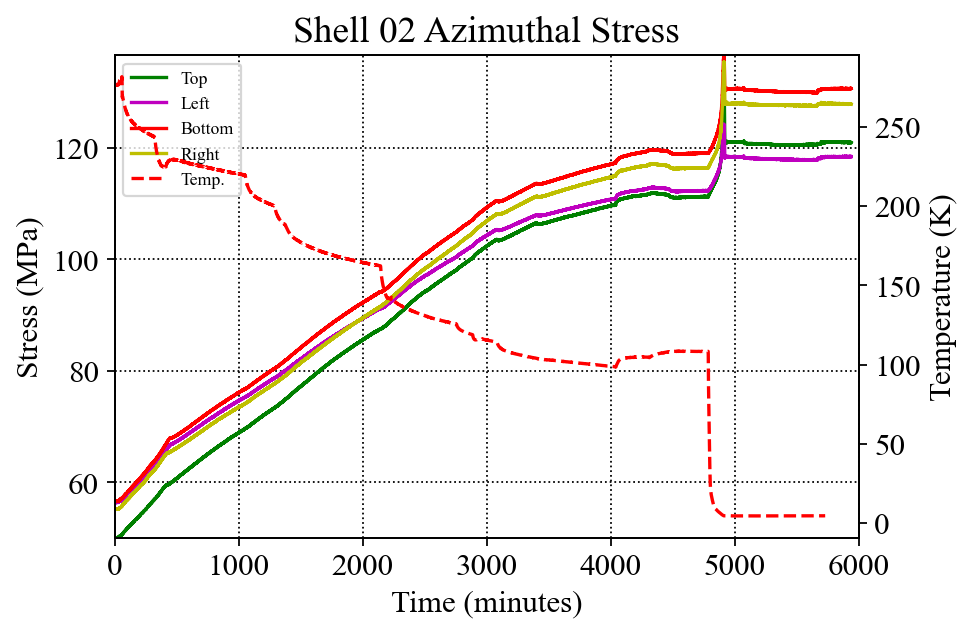 Shell 02 Azimuthal Stress
Top
Left
Bottom
Right
Temp.
Stress (MPa)
120
100
80
60
Temperature (K)
250
200
150
100
50
0
0 1000 2000 3000 4000 5000 6000
Time (minutes)